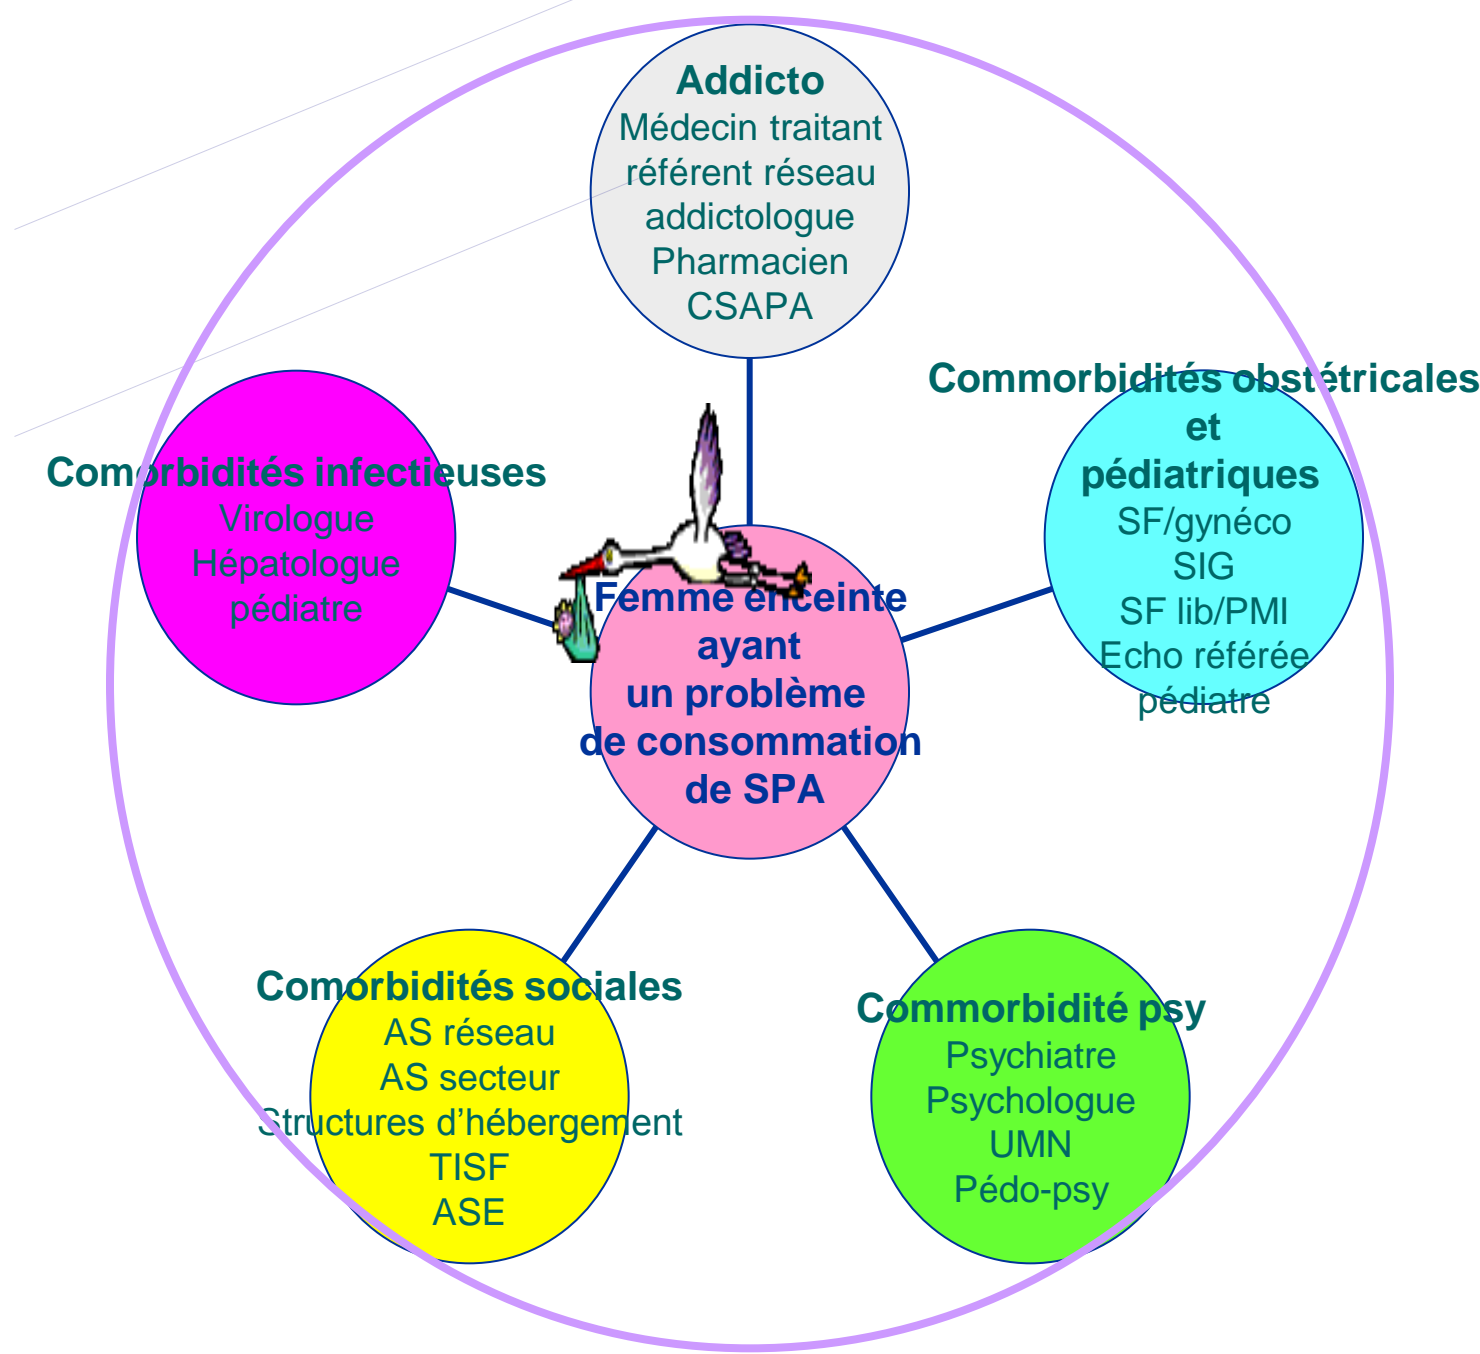 Addicto
Médecin traitant
référent réseau
addictologue
Pharmacien
CSAPA
Commorbidités obstétricales
et
pédiatriques
SF/gynéco
SIG
SF lib/PMI
Echo référée
pédiatre
Comorbidités infectieuses
Virologue
Hépatologue
pédiatre
Femme enceinte
ayant
un problème
de consommation
de SPA
Comorbidités sociales
AS réseau
AS secteur
Structures d’hébergement
TISF
ASE
Commorbidité psy
Psychiatre
Psychologue
UMN
Pédo-psy